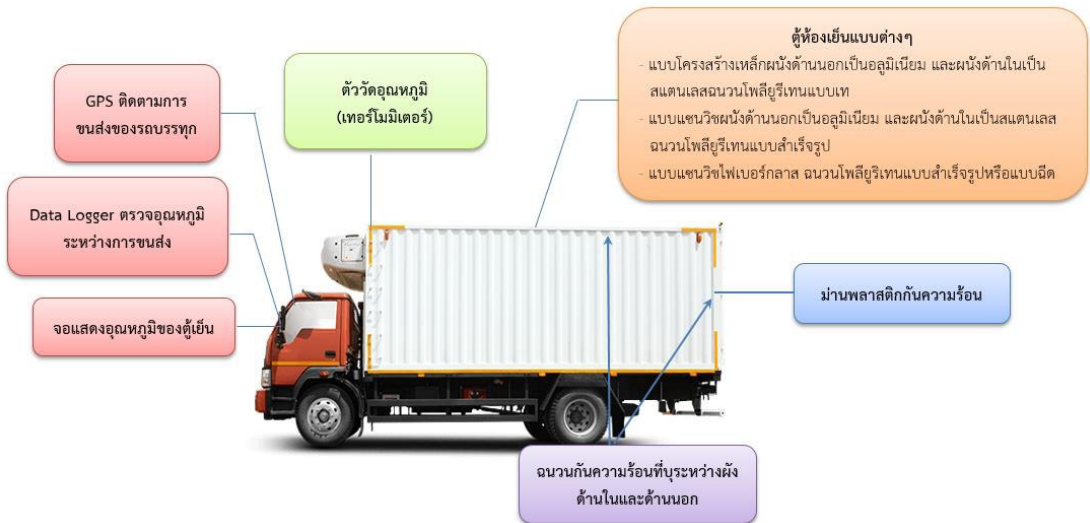 ตู้ห้องเย็นแบบต่างๆ
- แบบโครงสร้างเหล็กผนังด้านนอกเป็นอลูมิเนียม และผนังด้านในเป็น
สแตนเลสฉนวนโพลียูรีเทนแบบเท
- แบบแซนวิชผนังด้านนอกเป็นอลูมิเนียม และผนังด้านในเป็นสแตนเลส
ฉนวนโพลียูรีเทนแบบสำเร็จรูป
- แบบแซนวิชไฟเบอร์กลาส ฉนวนโพลียูริเทนแบบสำเร็จรูปหรือแบบฉีด
ตัววัดอุณหภูมิ
(เทอร์โมมิเตอร์)
GPS ติดตามการ
ขนส่งของรถบรรทุก
Data Logger ตรวจอุณหภูมิ
ระหว่างการขนส่ง
จอแสดงอุณหภูมิของตู้เย็น
ม่านพลาสติกกันความร้อน
ฉนวนกันความร้อนที่บุระหว่างผัง
ด้านในและด้านนอก